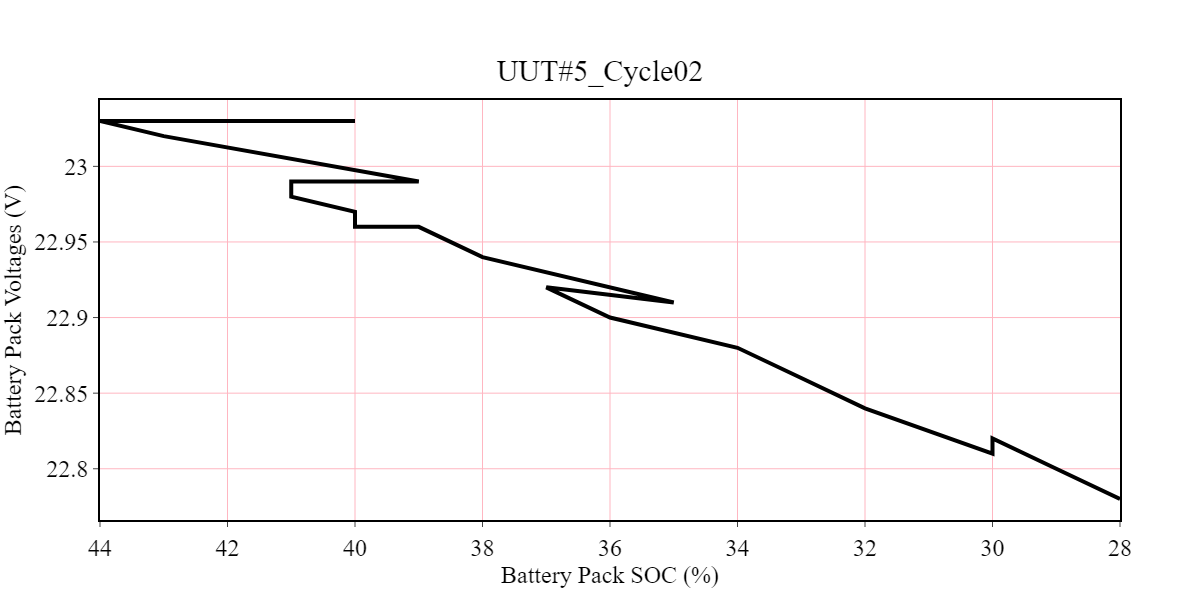 UUT#5_Cycle02
Battery Pack Voltages (V)
23
22.95
22.9
22.85
22.8
44 42 40 38 36 34 32 30 28
Battery Pack SOC (%)